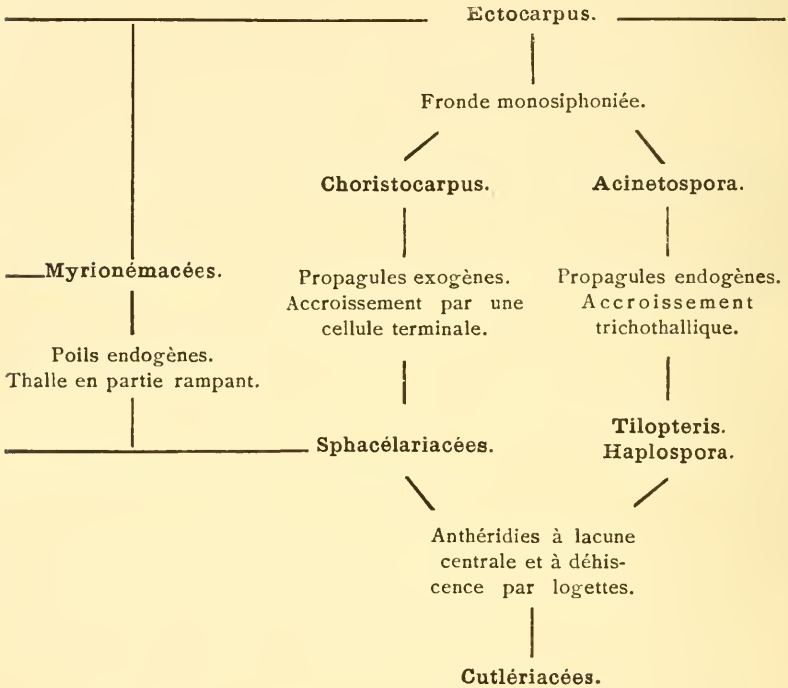 Ectocarpus.
Fronde monosiphoniée.
Choristocarpus.
Acinetospora.
Myrionémacées.
Propagules exogènes.
Accroissement par une
cellule terminale.
Propagules endogènes.
Accroissement
trichothallique.
Poils endogènes.
Thalle en partie rampant.
Sphacélariacées.
Tilopteris.
Haplospora.
Anthéridies à lacune
centrale et à déhis-
cence par logettes.
Cutlériacées.